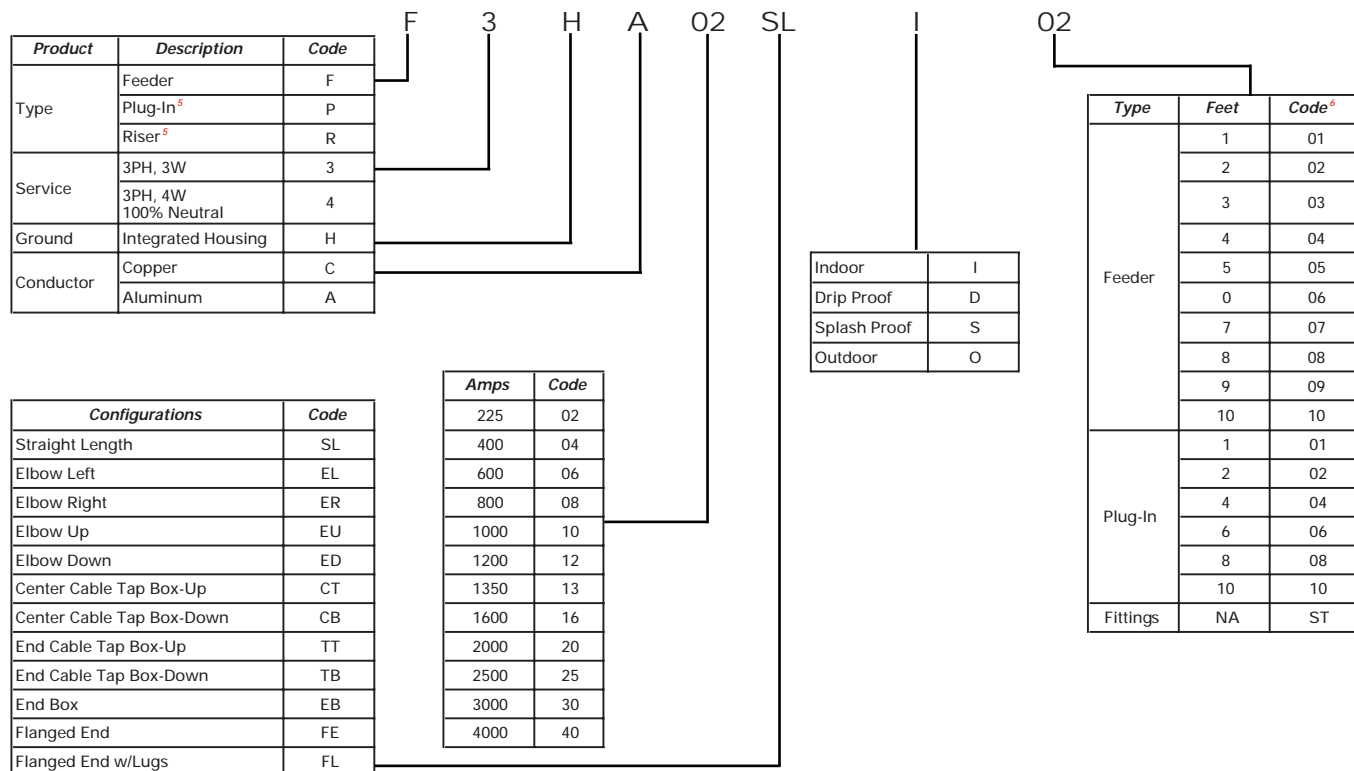 F 3 H A 02 SL I 02
Product Description Code
Type
Feeder F
Plug-In5 P
Riser5 R
Service
3PH, 3W 3
3PH, 4W
100% Neutral 4
Ground Integrated Housing H
Conductor
Copper C
Aluminum A
Configurations Code
Straight Length SL
Elbow Left EL
Elbow Right ER
Elbow Up EU
Elbow Down ED
Center Cable Tap Box-Up CT
Center Cable Tap Box-Down CB
End Cable Tap Box-Up TT
End Cable Tap Box-Down TB
End Box EB
Flanged End FE
Flanged End w/Lugs FL
Amps Code
225 02
400 04
600 06
800 08
1000 10
1200 12
1350 13
1600 16
2000 20
2500 25
3000 30
4000 40
Indoor I
Drip Proof D
Splash Proof S
Outdoor O
Type Feet Code6
Feeder
1 01
2 02
3 03
4 04
5 05
0 06
7 07
8 08
9 09
10 10
Plug-In
1 01
2 02
4 04
6 06
8 08
10 10
Fittings NA ST